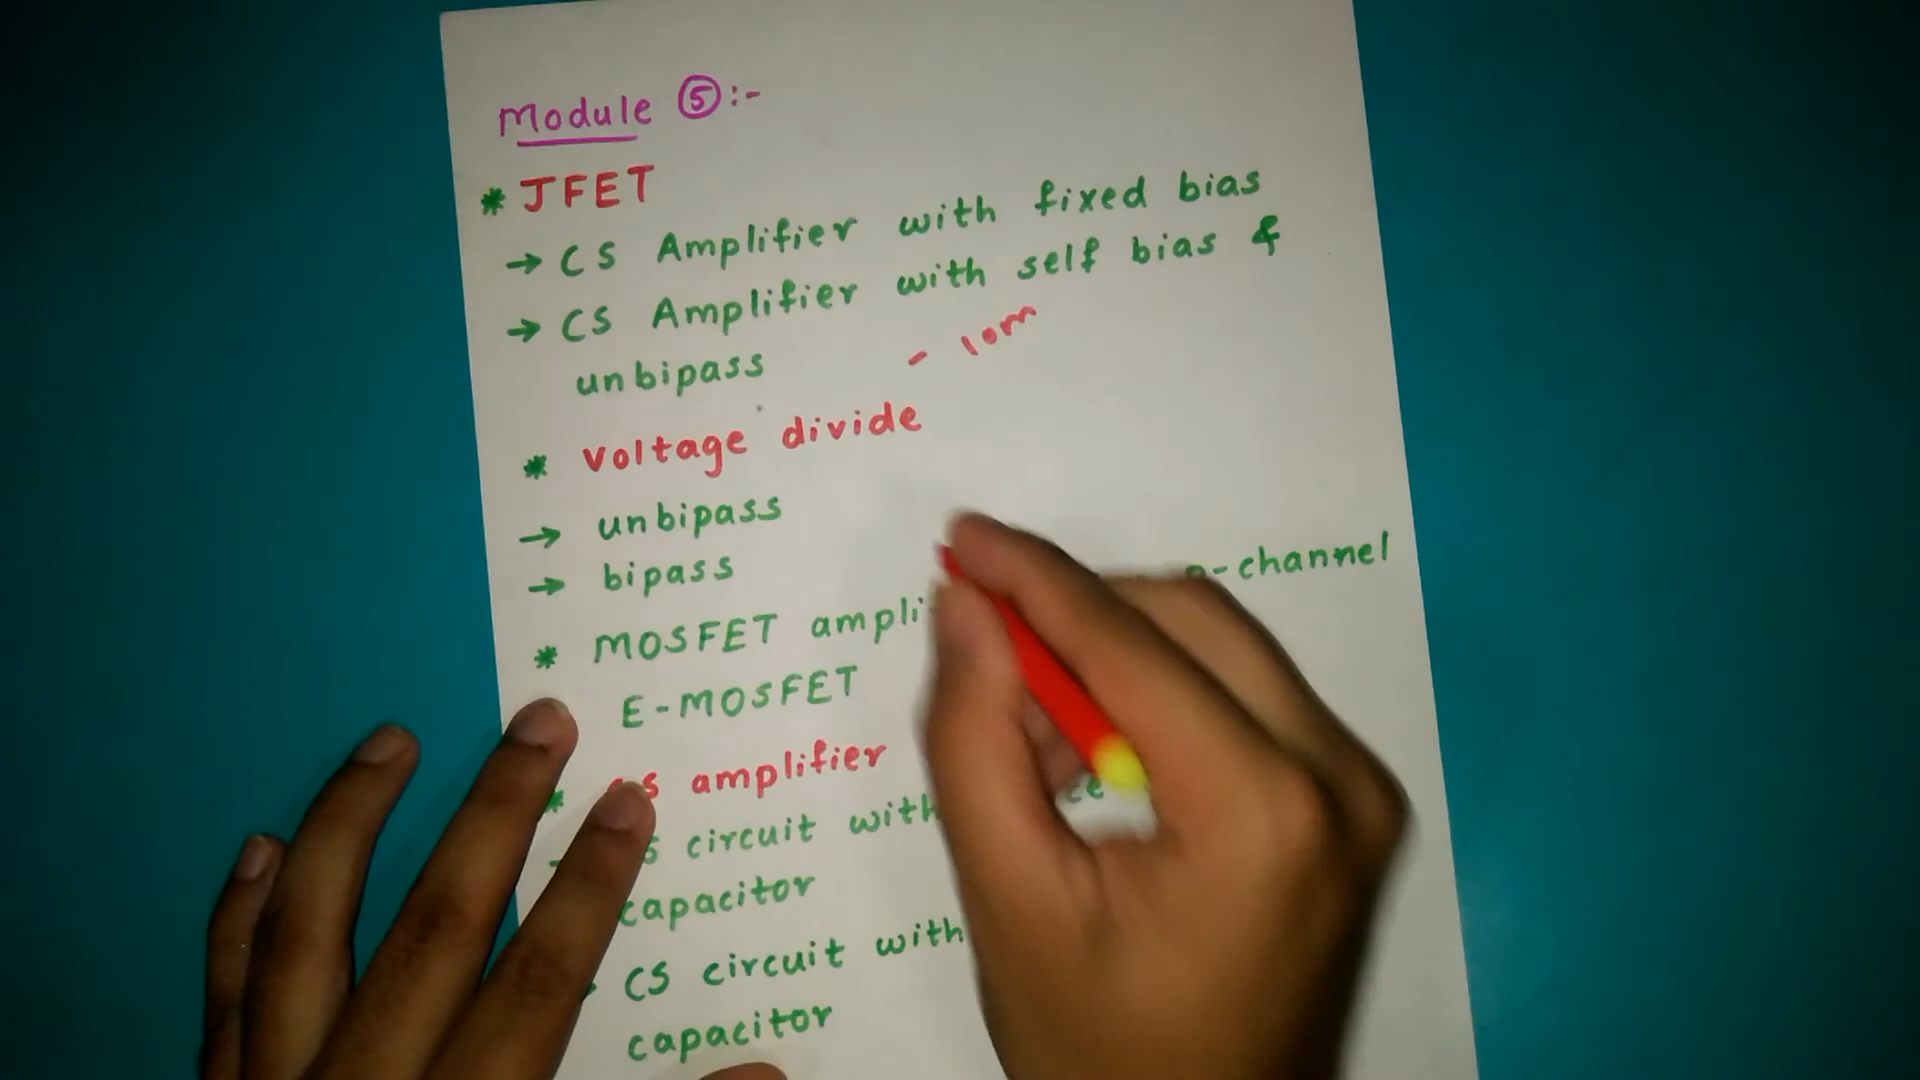 Module ⑤:-
* JFET
→ CS Amplifier with fixed bias
→ CS Amplifier with self bias &
unbipass - 10m
* Voltage divide
→ unbipass
→ bipass
* MOSFET ampli -channel
E-MOSFET
* amplifier
circuit with
capacitor
CS circuit with
capacitor